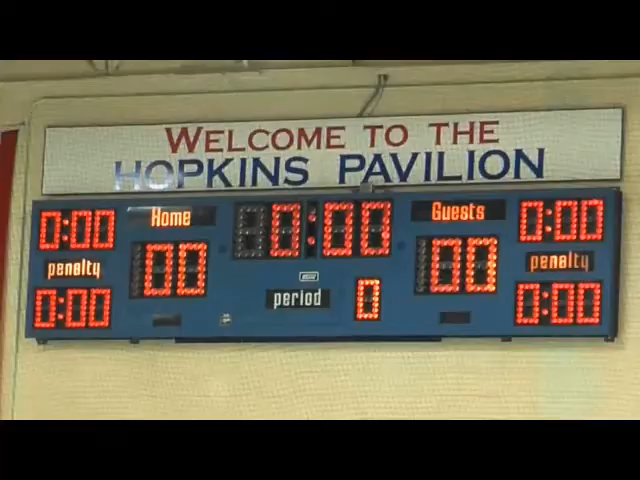 WELCOME TO THE
HOPKINS PAVILION
0:00 Home 0:00 Guests 0:00
penalty 00 00 penalty
0:00 period 0 0:00